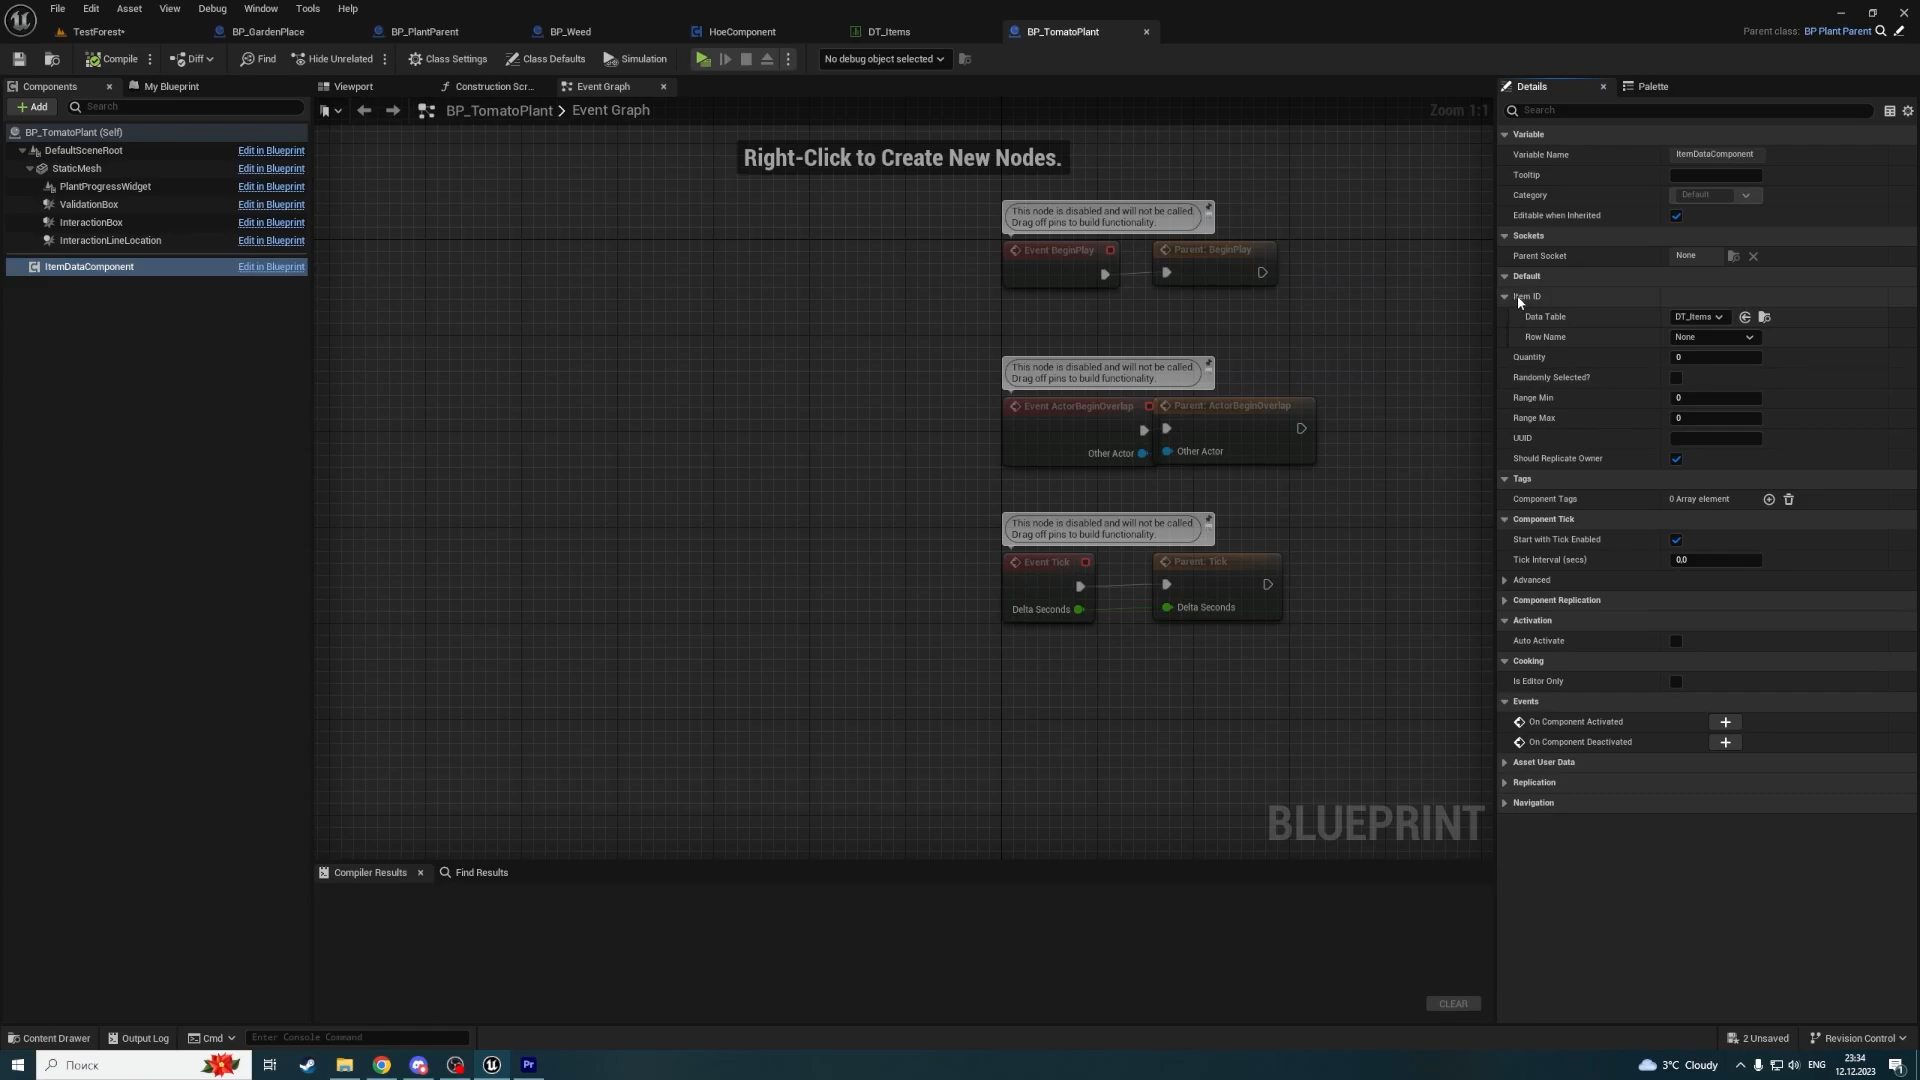 File Edit Asset View Debug Window Tools Help
TestForest* BP_GardenPlace BP_PlantParent BP_Weed HoeComponent DT_Items BP_TomatoPlant
Parent class: BP Plant Parent
Compile Diff Find Hide Unrelated Class Settings Class Defaults Simulation No debug object selected
Components My Blueprint Viewport Construction Scr... Event Graph Details Palette
Add Search
BP_TomatoPlant > Event Graph Zoom 1:1
Search
BP_TomatoPlant (Self)
DefaultSceneRoot Edit in Blueprint
StaticMesh Edit in Blueprint
PlantProgressWidget Edit in Blueprint
ValidationBox Edit in Blueprint
InteractionBox Edit in Blueprint
InteractionLineLocation Edit in Blueprint
ItemDataComponent Edit in Blueprint
Right-Click to Create New Nodes.
This node is disabled and will not be called.
Drag off pins to build functionality.
Event BeginPlay Parent: BeginPlay
This node is disabled and will not be called.
Drag off pins to build functionality.
Event ActorBeginOverlap Parent: ActorBeginOverlap
Other Actor Other Actor
This node is disabled and will not be called.
Drag off pins to build functionality.
Event Tick Parent: Tick
Delta Seconds Delta Seconds
BLUEPRINT
Variable
Variable Name ItemDataComponent
Tooltip
Category Default
Editable when Inherited
Sockets
Parent Socket None
Default
Item ID
Data Table DT_Items
Row Name None
Quantity 0
Randomly Selected?
Range Min 0
Range Max 0
UUID
Should Replicate Owner
Tags
Component Tags 0 Array element
Component Tick
Start with Tick Enabled
Tick Interval (secs) 0.0
Advanced
Component Replication
Activation
Auto Activate
Cooking
Is Editor Only
Events
On Component Activated
On Component Deactivated
Asset User Data
Replication
Navigation
Compiler Results Find Results
CLEAR
Content Drawer Output Log Cmd Enter Console Command 2 Unsaved Revision Control
Поиск
3°C Cloudy ENG 23:34
12.12.2023